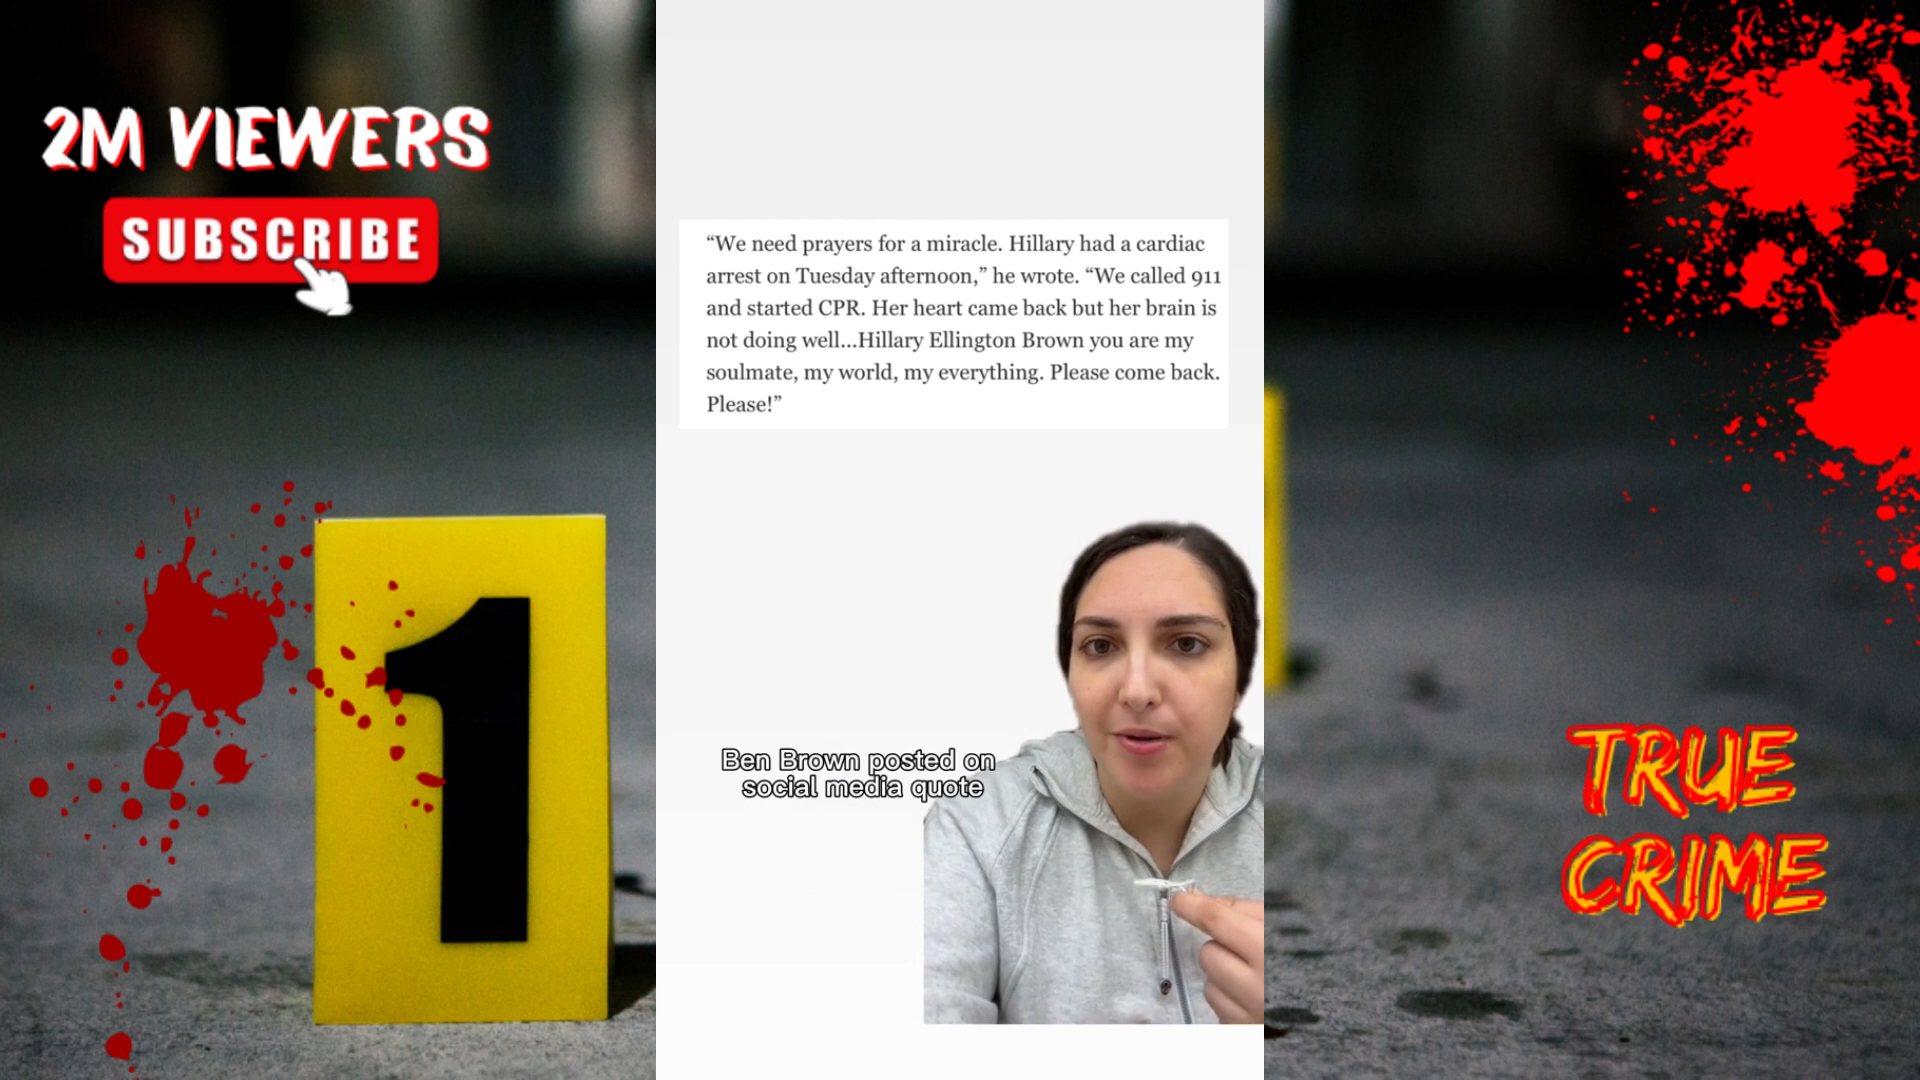 2M VIEWERS
SUBSCRIBE
1
“We need prayers for a miracle. Hillary had a cardiac
arrest on Tuesday afternoon,” he wrote. “We called 911
and started CPR. Her heart came back but her brain is
not doing well...Hillary Ellington Brown you are my
soulmate, my world, my everything. Please come back.
Please!”
Ben Brown posted on
social media quote
TRUE
CRIME